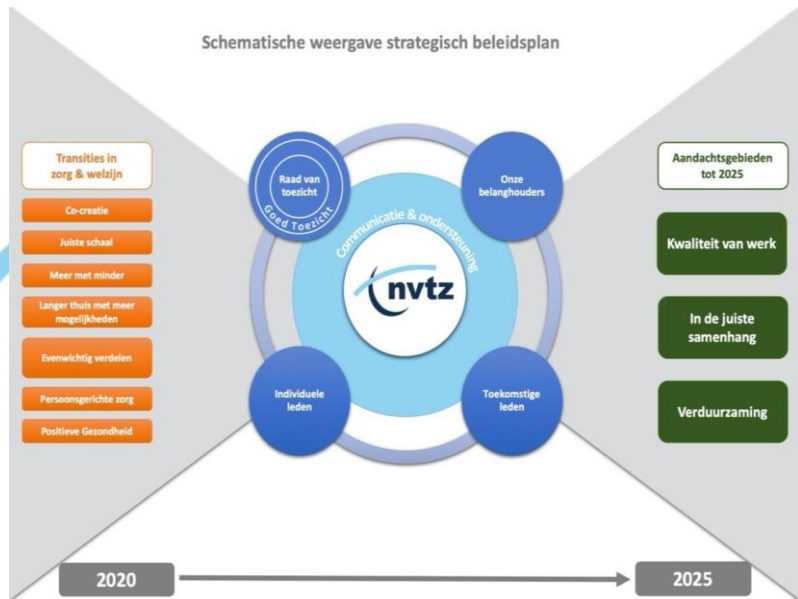 Schematische weergave strategisch beleidsplan
Transities in
zorg & welzijn
Co-creatie
Juiste schaal
Meer met minder
Langer thuis met meer
mogelijkheden
Evenwichtig verdelen
Persoonsgerichte zorg
Positieve Gezondheid
Raad van
toezicht
Goed Toezicht
Onze
belanghouders
Communicatie & ondersteuning
nvtz
Individuele
leden
Toekomstige
leden
Aandachtsgebieden
tot 2025
Kwaliteit van werk
In de juiste
samenhang
Verduurzaming
2020
2025